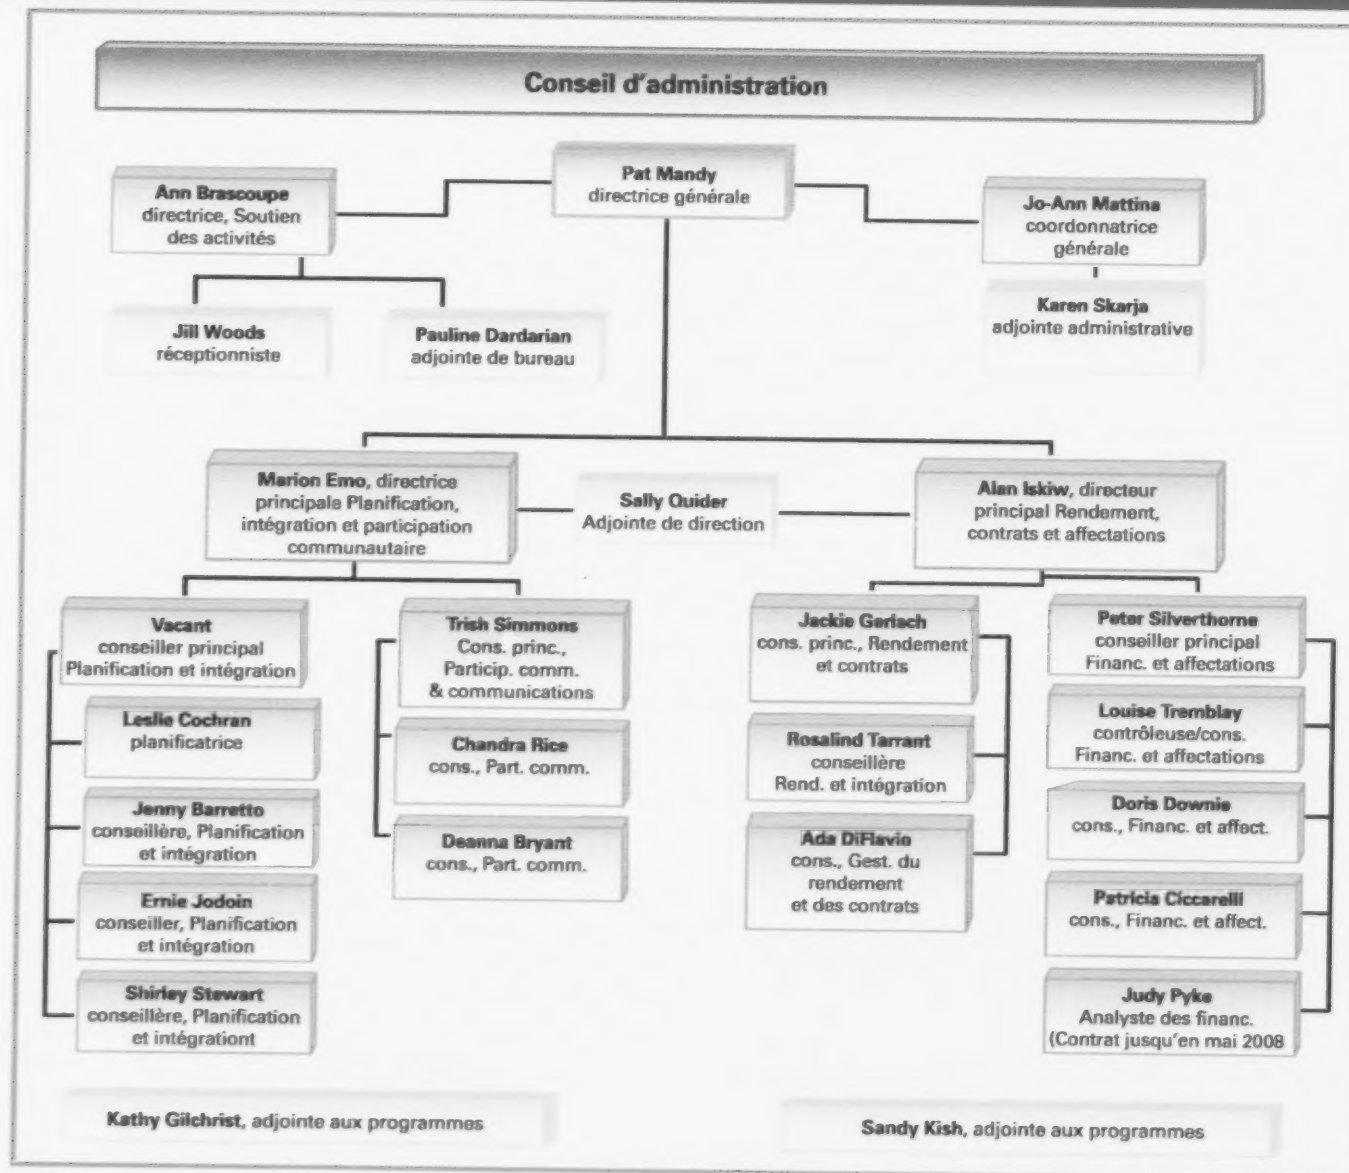 Conseil d'administration
Pat Mandy
directrice générale
Ann Brascoupe
directrice, Soutien
des activités
Jo-Ann Mattina
coordonnatrice
générale
Jill Woods
réceptionniste
Pauline Dardarian
adjointe de bureau
Karen Skarja
adjointe administrative
Marion Emo, directrice
principale Planification,
intégration et participation
communautaire
Sally Quider
Adjointe de direction
Alan Iskiw, directeur
principal Rendement,
contrats et affectations
Vacant
conseiller principal
Planification et intégration
Leslie Cochran
planificatrice
Jenny Barretto
conseillère, Planification
et intégration
Ernie Jodoin
conseiller, Planification
et intégration
Shirley Stewart
conseillère, Planification
et intégrationt
Trish Simmons
Cons. princ.,
Particip. comm.
& communications
Chandra Rice
cons., Part. comm.
Deanna Bryant
cons., Part. comm.
Jackie Gerlach
cons. princ., Rendement
et contrats
Rosalind Tarrant
conseillère
Rend. et intégration
Ada DiFlavio
cons., Gest. du
rendement
et des contrats
Peter Silverthorne
conseiller principal
Financ. et affectations
Louise Tremblay
contrôleuse/cons.
Financ. et affectations
Doris Downie
cons., Financ. et affect.
Patricia Ciccarelli
cons., Financ. et affect.
Judy Pyke
Analyste des financ.
(Contrat jusqu'en mai 2008
Kathy Gilchrist, adjointe aux programmes
Sandy Kish, adjointe aux programmes